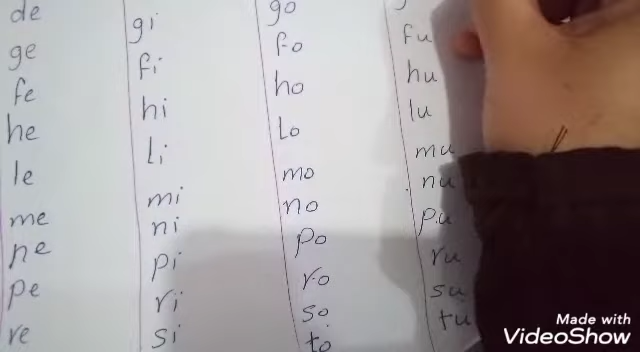 de
ge
fe
he
le
me
ne
pe
re
gi
fi
hi
Li
mi
ni
pi
ri
si
go
fo
ho
Lo
mo
no
po
ro
so
to
fu
hu
lu
mu
nu
pu
ru
su
tu
Made with
VideoShow